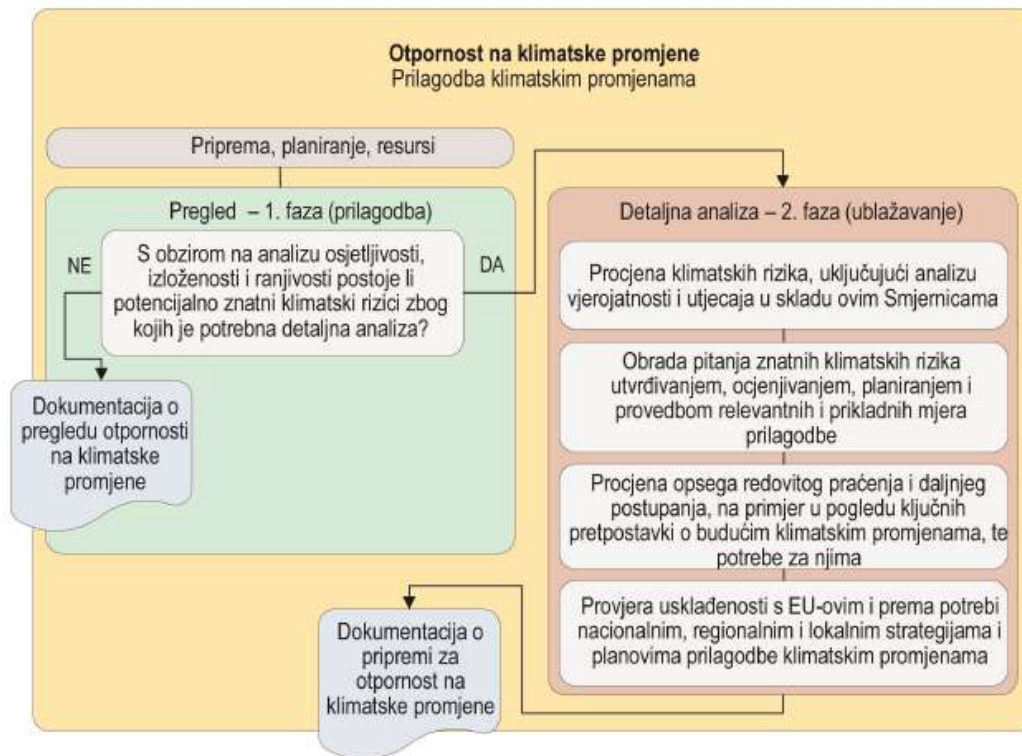 Otpornost na klimatske promjene
Prilagodba klimatskim promjenama
Priprema, planiranje, resursi
Pregled – 1. faza (prilagodba)
NE
S obzirom na analizu osjetljivosti,
izloženosti i ranjivosti postoje li
potencijalno znatni klimatski rizici zbog
kojih je potrebna detaljna analiza?
DA
Dokumentacija o
pregledu otpornosti
na klimatske
promjene
Detaljna analiza – 2. faza (ublažavanje)
Procjena klimatskih rizika, uključujući analizu
vjerojatnosti i utjecaja u skladu ovim Smjernicama
Obrada pitanja znatnih klimatskih rizika
utvrđivanjem, ocjenjivanjem, planiranjem i
provedbom relevantnih i prikladnih mjera
prilagodbe
Procjena opsega redovitog praćenja i daljnjeg
postupanja, na primjer u pogledu ključnih
pretpostavki o budućim klimatskim promjenama, te
potrebe za njima
Provjera usklađenosti s EU-ovim i prema potrebi
nacionalnim, regionalnim i lokalnim strategijama i
planovima prilagodbe klimatskim promjenama
Dokumentacija o
pripremi za
otpornost na
klimatske promjene